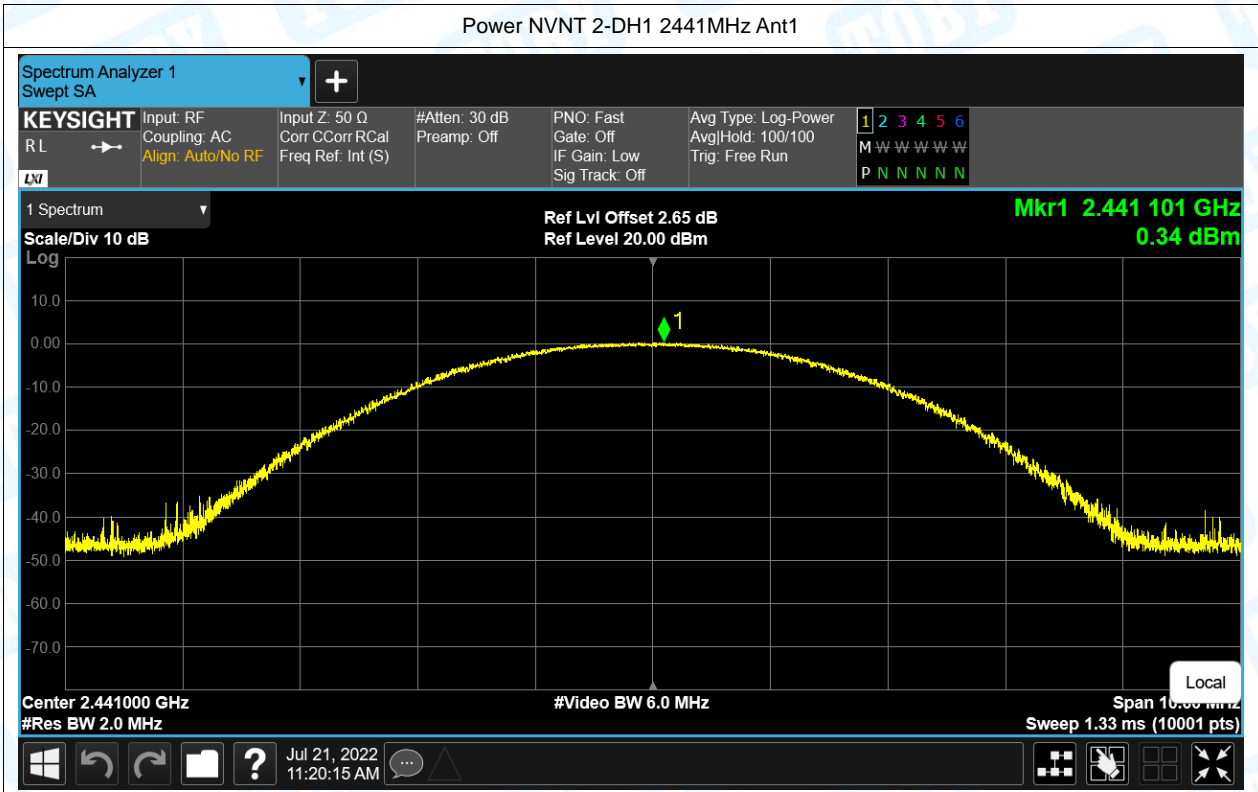 Power NVNT 2-DH1 2441MHz Ant1
Spectrum Analyzer 1
Swept SA
KEYSIGHT
R L
LXI
Input: RF
Coupling: AC
Align: Auto/No RF
Input Z: 50 Ω
Corr CCorr RCal
Freq Ref: Int (S)
#Atten: 30 dB
Preamp: Off
PNO: Fast
Gate: Off
IF Gain: Low
Sig Track: Off
Avg Type: Log-Power
Avg|Hold: 100/100
Trig: Free Run
1 2 3 4 5 6
M W W W W W
P N N N N N
1 Spectrum
Scale/Div 10 dB
Log
Ref Lvl Offset 2.65 dB
Ref Level 20.00 dBm
Mkr1 2.441 101 GHz
0.34 dBm
1
10.0
0.00
-10.0
-20.0
-30.0
-40.0
-50.0
-60.0
-70.0
Local
Center 2.441000 GHz
#Video BW 6.0 MHz
Span 10.00 MHz
#Res BW 2.0 MHz
Sweep 1.33 ms (10001 pts)
?
Jul 21, 2022
11:20:15 AM